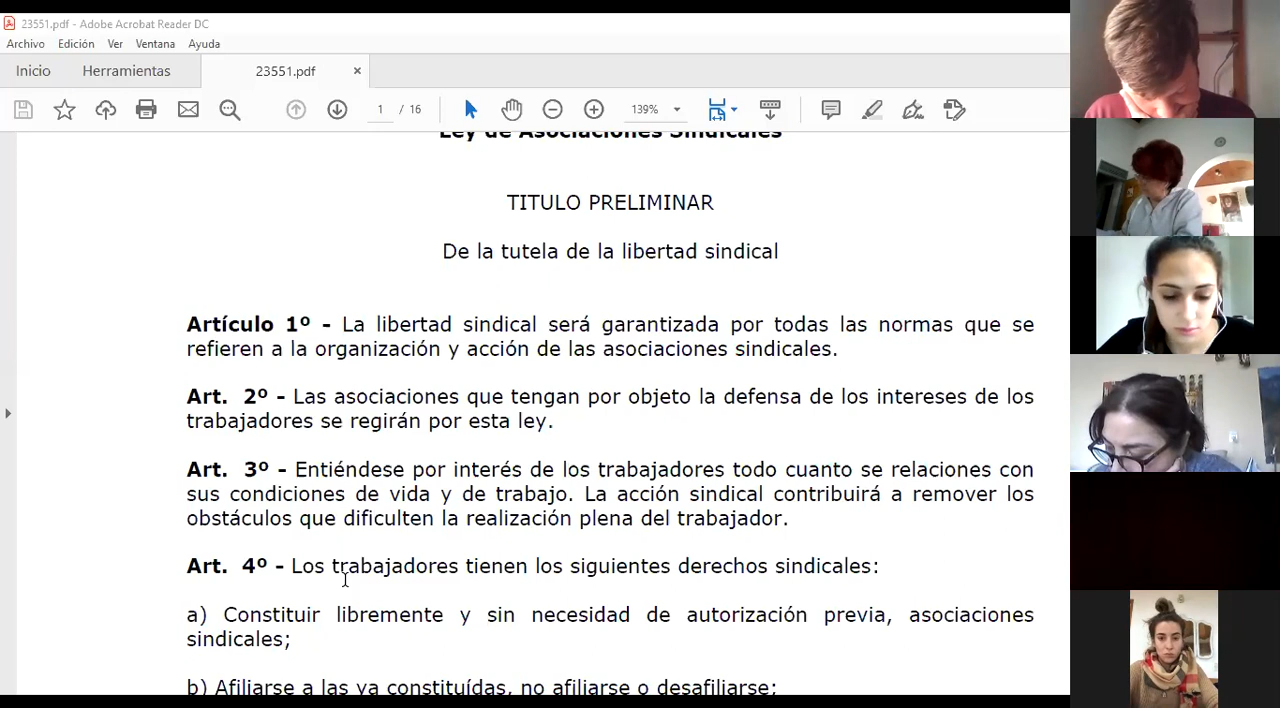 23551.pdf - Adobe Acrobat Reader DC
Archivo Edición Ver Ventana Ayuda
Inicio Herramientas 23551.pdf ×
1 / 16 139%
Ley de Asociaciones Sindicales
TITULO PRELIMINAR
De la tutela de la libertad sindical
Artículo 1º - La libertad sindical será garantizada por todas las normas que se
refieren a la organización y acción de las asociaciones sindicales.
Art. 2º - Las asociaciones que tengan por objeto la defensa de los intereses de los
trabajadores se regirán por esta ley.
Art. 3º - Entiéndese por interés de los trabajadores todo cuanto se relaciones con
sus condiciones de vida y de trabajo. La acción sindical contribuirá a remover los
obstáculos que dificulten la realización plena del trabajador.
Art. 4º - Los trabajadores tienen los siguientes derechos sindicales:
a) Constituir libremente y sin necesidad de autorización previa, asociaciones
sindicales;
b) Afiliarse a las ya constituídas, no afiliarse o desafiliarse;